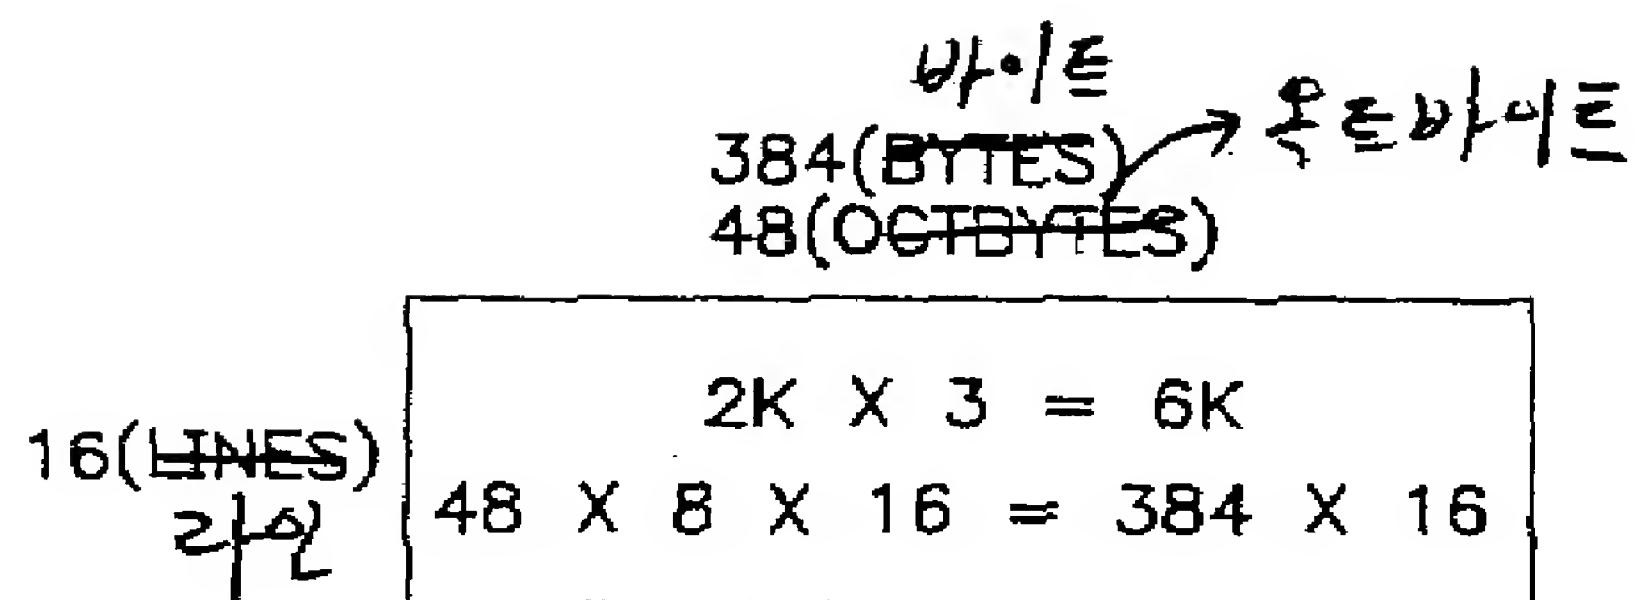 바이트
384(BYTES) 옥트바이트
48(OCTBYTES)
2K X 3 = 6K
16(LINES)
라인
48 X 8 X 16 = 384 X 16